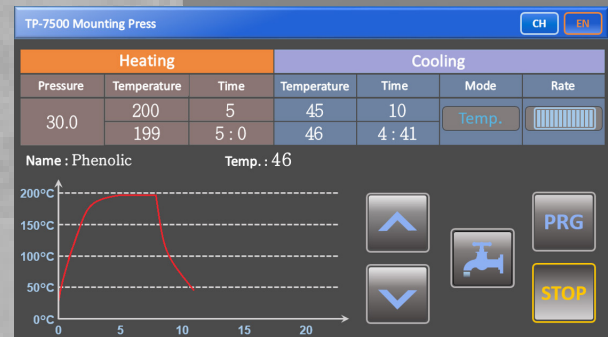 TP-7500 Mounting Press CH EN
Heating Cooling
Pressure Temperature Time Temperature Time Mode Rate
30.0 200 5 45 10 Temp.
199 5 : 0 46 4 : 41
Name : Phenolic Temp. : 46
200°C
150°C PRG
100°C
50°C STOP
0°C
0 5 10 15 20